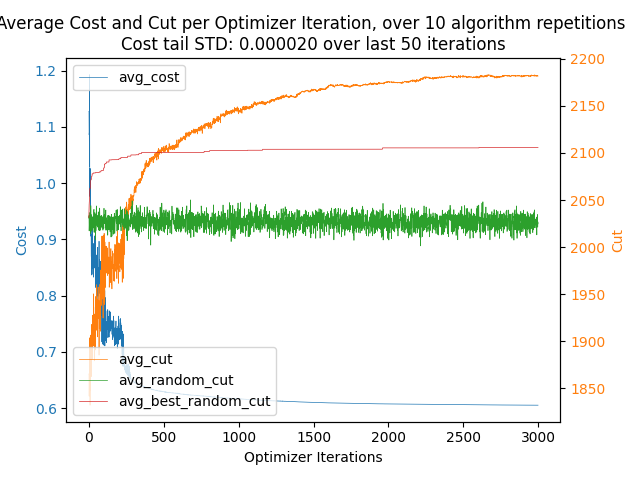 Average Cost and Cut per Optimizer Iteration, over 10 algorithm repetitions
Cost tail STD: 0.000020 over last 50 iterations
avg_cost
1.2
1.1
1.0
0.9
0.8
0.7
0.6
Cost
2200
2150
2100
2050
2000
1950
1900
1850
Cut
avg_cut
avg_random_cut
avg_best_random_cut
0 500 1000 1500 2000 2500 3000
Optimizer Iterations